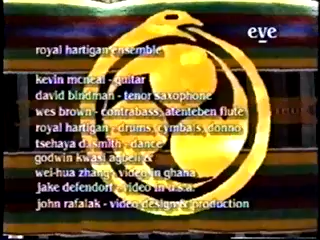 eve
royal hartigan ensemble
kevin mcneal - guitar
david bindman - tenor saxophone
wes brown - contrabass, atenteben flute
royal hartigan - drums, cymbals, donno
tsehaya d. smith - dance
godwin kwasi agbeli &
wei-hua zhang - video in ghana
jake defendorf - video in u.s.a.
john rafalak - video design & production